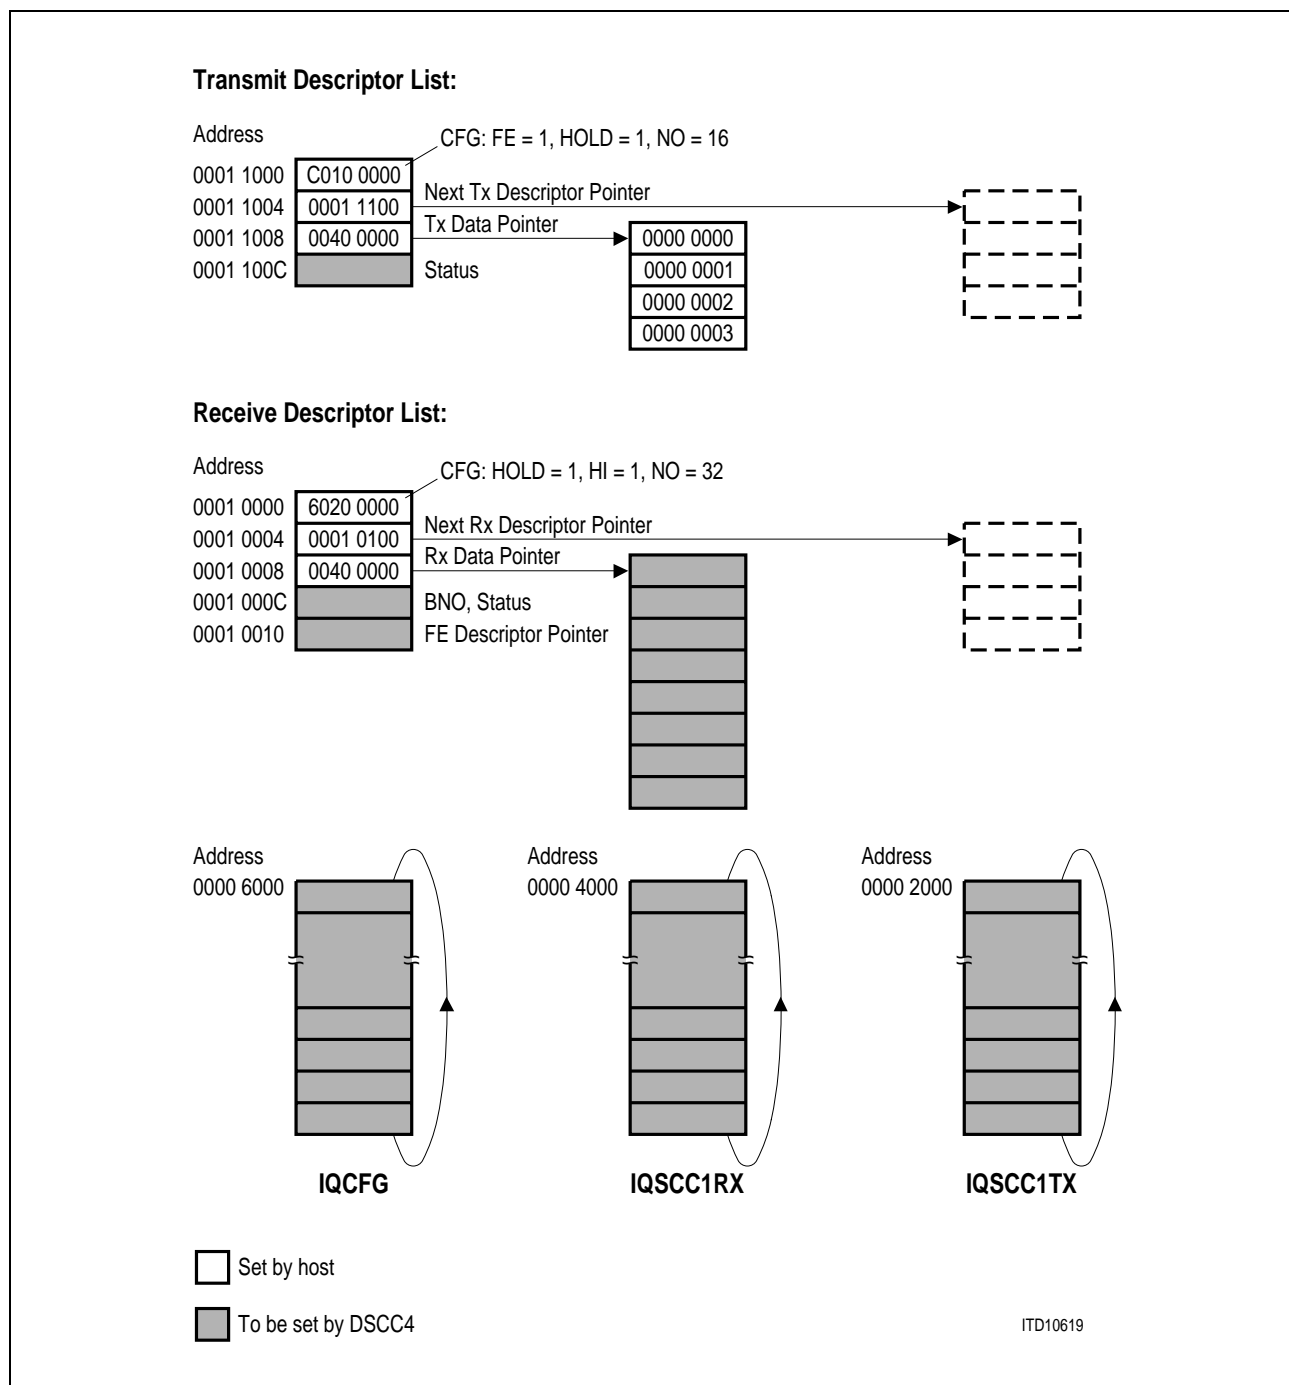 Transmit Descriptor List:
Address
CFG: FE = 1, HOLD = 1, NO = 16
0001 1000 C010 0000
0001 1004 0001 1100 Next Tx Descriptor Pointer
0001 1008 0040 0000 Tx Data Pointer 0000 0000
0001 100C Status 0000 0001
0000 0002
0000 0003
Receive Descriptor List:
Address
CFG: HOLD = 1, HI = 1, NO = 32
0001 0000 6020 0000
0001 0004 0001 0100 Next Rx Descriptor Pointer
0001 0008 0040 0000 Rx Data Pointer
0001 000C BNO, Status
0001 0010 FE Descriptor Pointer
Address Address Address
0000 6000 0000 4000 0000 2000
IQCFG IQSCC1RX IQSCC1TX
Set by host
To be set by DSCC4
ITD10619